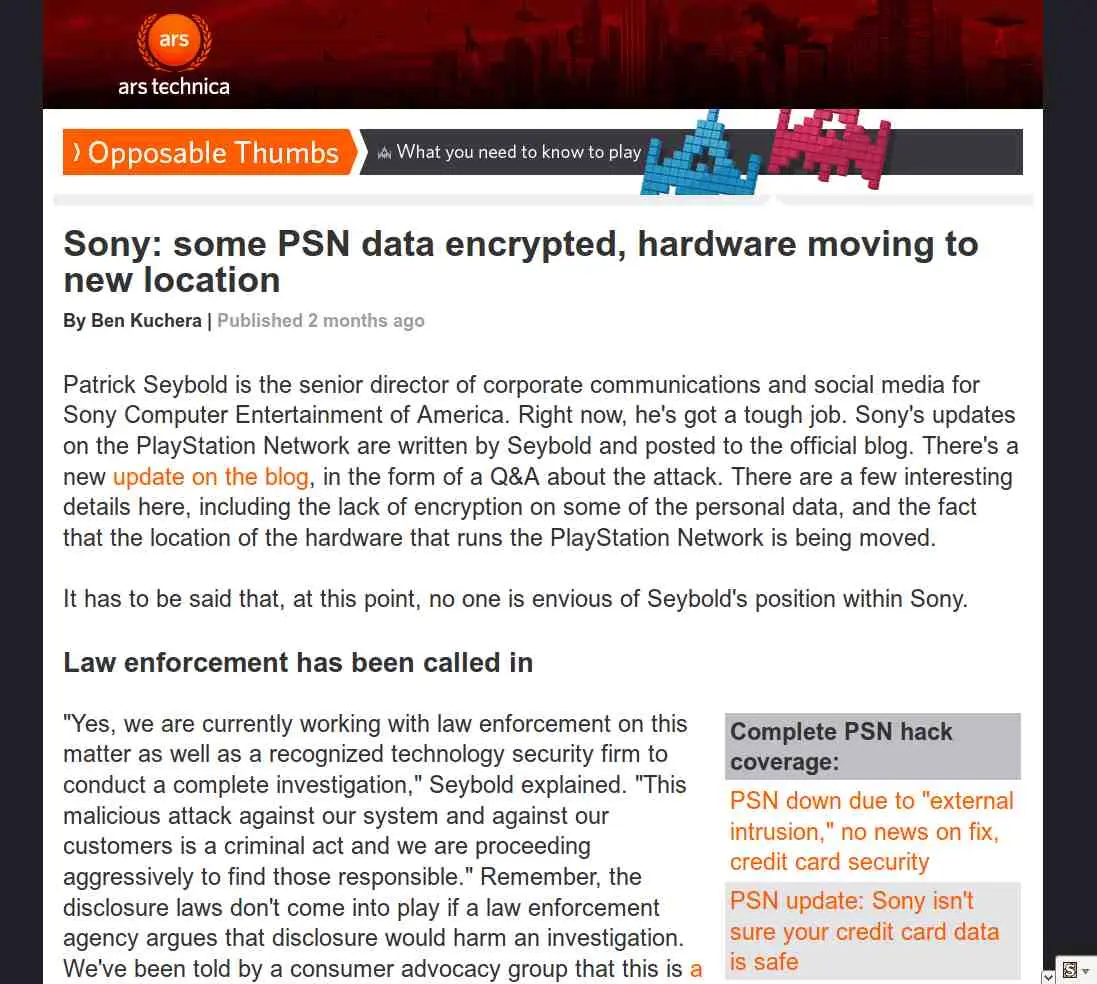 ars
ars technica
Opposable Thumbs
What you need to know to play
Sony: some PSN data encrypted, hardware moving to
new location
By Ben Kuchera | Published 2 months ago
Patrick Seybold is the senior director of corporate communications and social media for
Sony Computer Entertainment of America. Right now, he's got a tough job. Sony's updates
on the PlayStation Network are written by Seybold and posted to the official blog. There's a
new update on the blog, in the form of a Q&A about the attack. There are a few interesting
details here, including the lack of encryption on some of the personal data, and the fact
that the location of the hardware that runs the PlayStation Network is being moved.
It has to be said that, at this point, no one is envious of Seybold's position within Sony.
Law enforcement has been called in
"Yes, we are currently working with law enforcement on this
matter as well as a recognized technology security firm to
conduct a complete investigation," Seybold explained. "This
malicious attack against our system and against our
customers is a criminal act and we are proceeding
aggressively to find those responsible." Remember, the
disclosure laws don't come into play if a law enforcement
agency argues that disclosure would harm an investigation.
We've been told by a consumer advocacy group that this is a
Complete PSN hack
coverage:
PSN down due to "external
intrusion," no news on fix,
credit card security
PSN update: Sony isn't
sure your credit card data
is safe
S